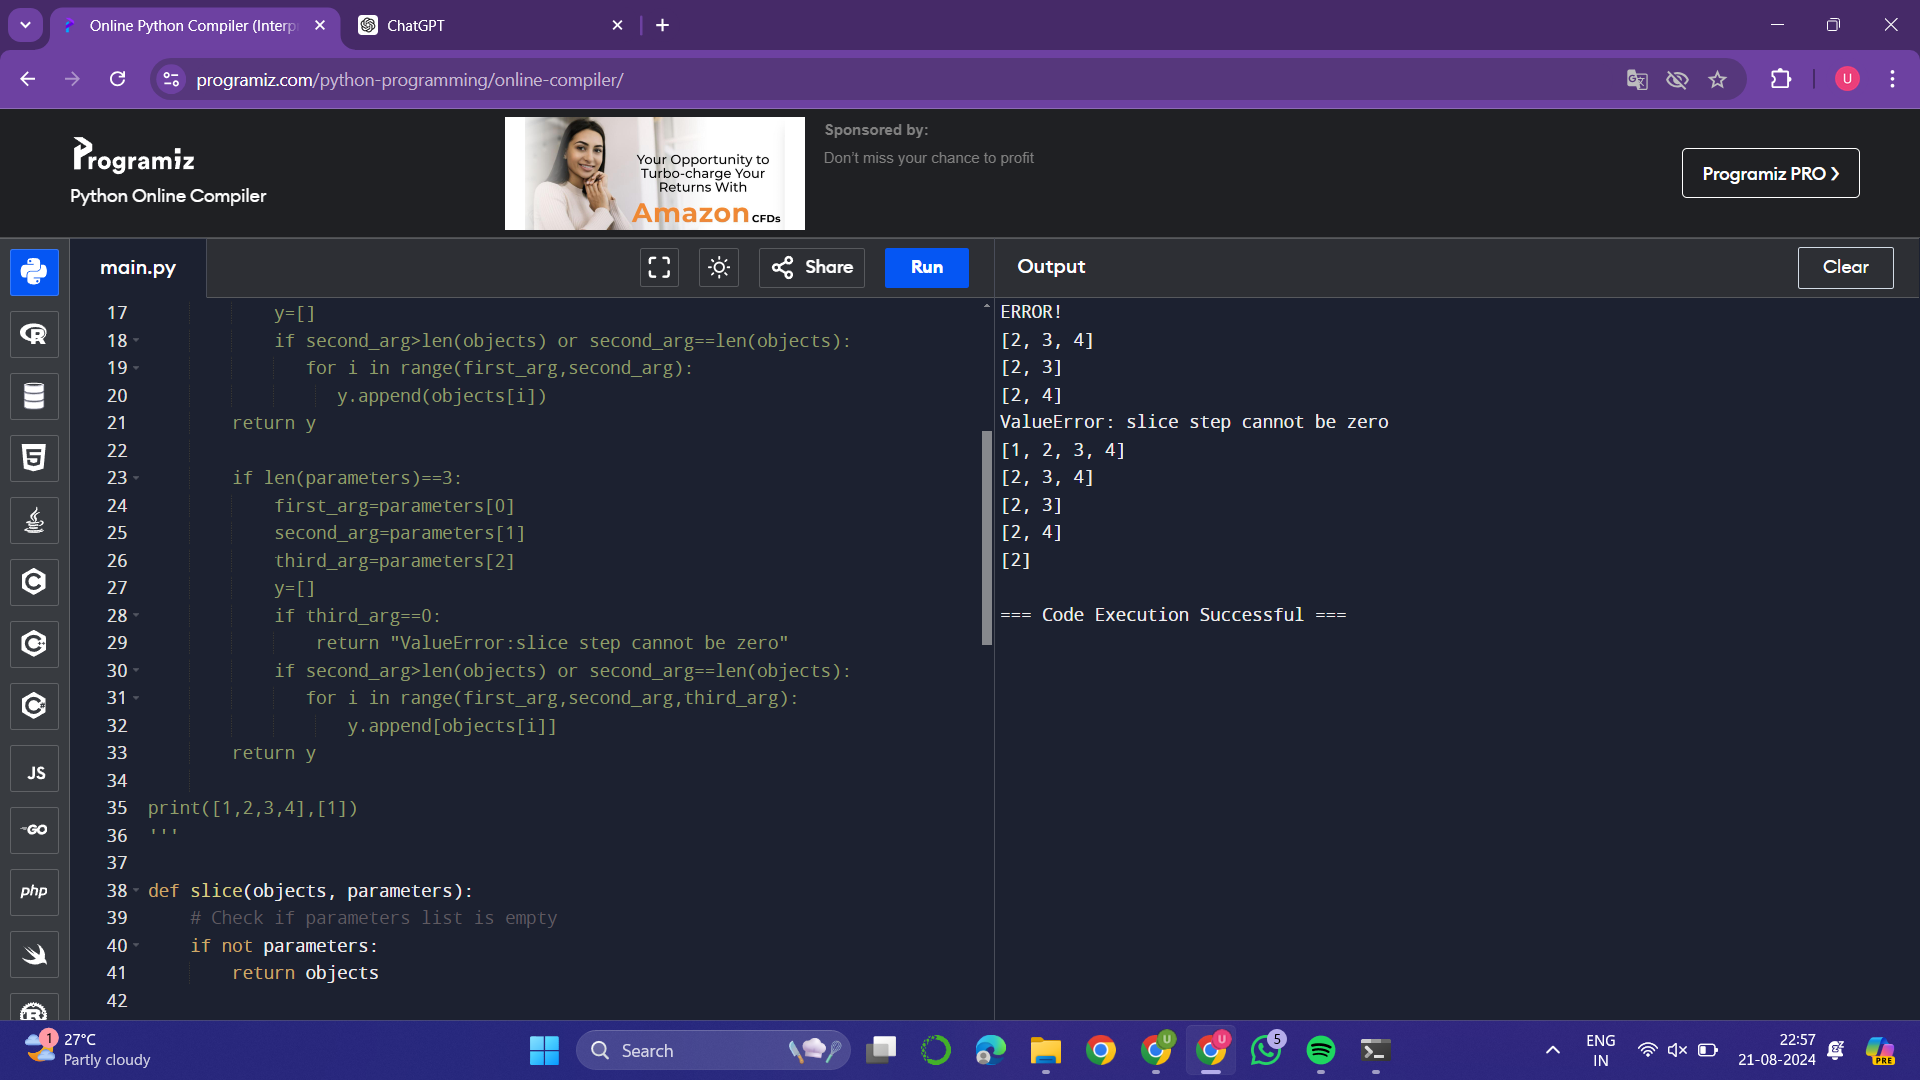 Online Python Compiler (Interp
ChatGPT
programiz.com/python-programming/online-compiler/
U
Programiz
Python Online Compiler
Your Opportunity to
Turbo-charge Your
Returns With
Amazon CFDs
Sponsored by:
Don't miss your chance to profit
Programiz PRO
main.py
Share
Run
Output
Clear
17 y=[]
18 if second_arg>len(objects) or second_arg==len(objects):
19 for i in range(first_arg,second_arg):
20 y.append(objects[i])
21 return y
22
23 if len(parameters)==3:
24 first_arg=parameters[0]
25 second_arg=parameters[1]
26 third_arg=parameters[2]
27 y=[]
28 if third_arg==0:
29 return "ValueError:slice step cannot be zero"
30 if second_arg>len(objects) or second_arg==len(objects):
31 for i in range(first_arg,second_arg,third_arg):
32 y.append[objects[i]]
33 return y
34
35 print([1,2,3,4],[1])
36 '''
37
38 def slice(objects, parameters):
39 # Check if parameters list is empty
40 if not parameters:
41 return objects
42
ERROR!
[2, 3, 4]
[2, 3]
[2, 4]
ValueError: slice step cannot be zero
[1, 2, 3, 4]
[2, 3, 4]
[2, 3]
[2, 4]
[2]
=== Code Execution Successful ===
R
5
C
C
C
JS
GO
php
R
1
27°C
Partly cloudy
Search
U
U
5
ENG
IN
22:57
21-08-2024
PRE